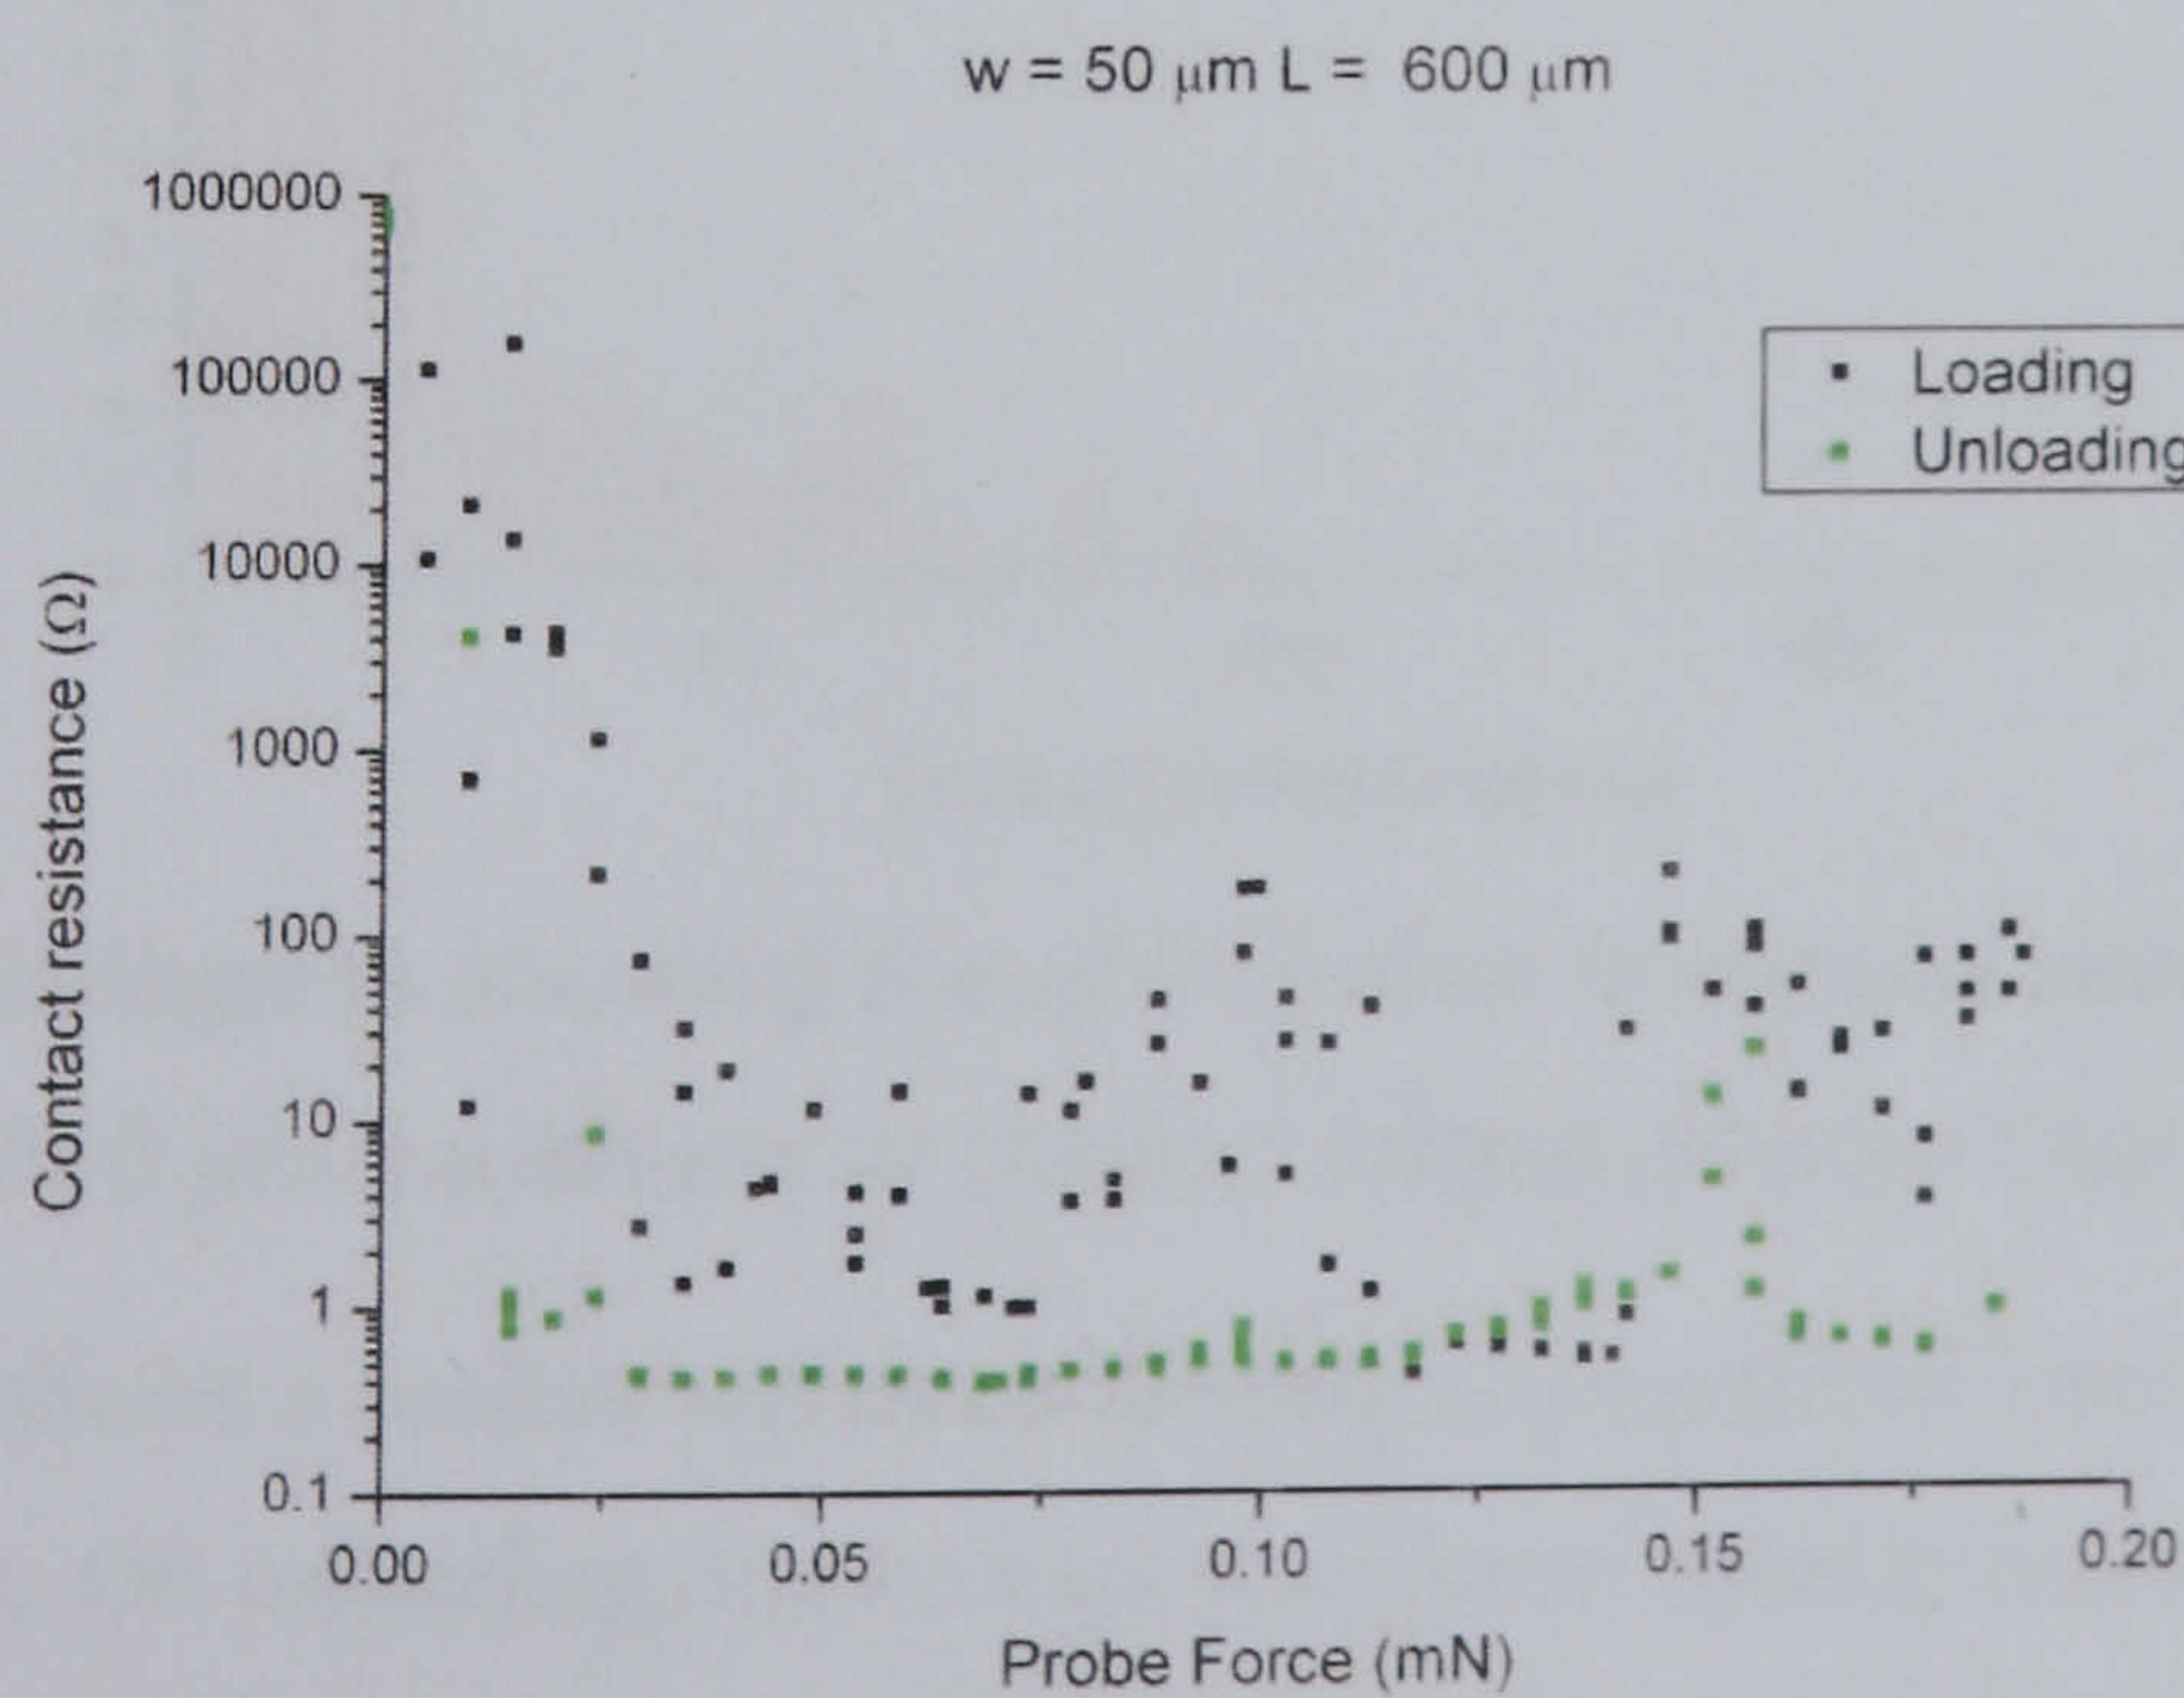 w = 50 μm L = 600 μm
1000000
100000
10000
1000
100
10
1
0.1
Contact resistance (Ω)
Loading
Unloading
0.00 0.05 0.10 0.15 0.20
Probe Force (mN)